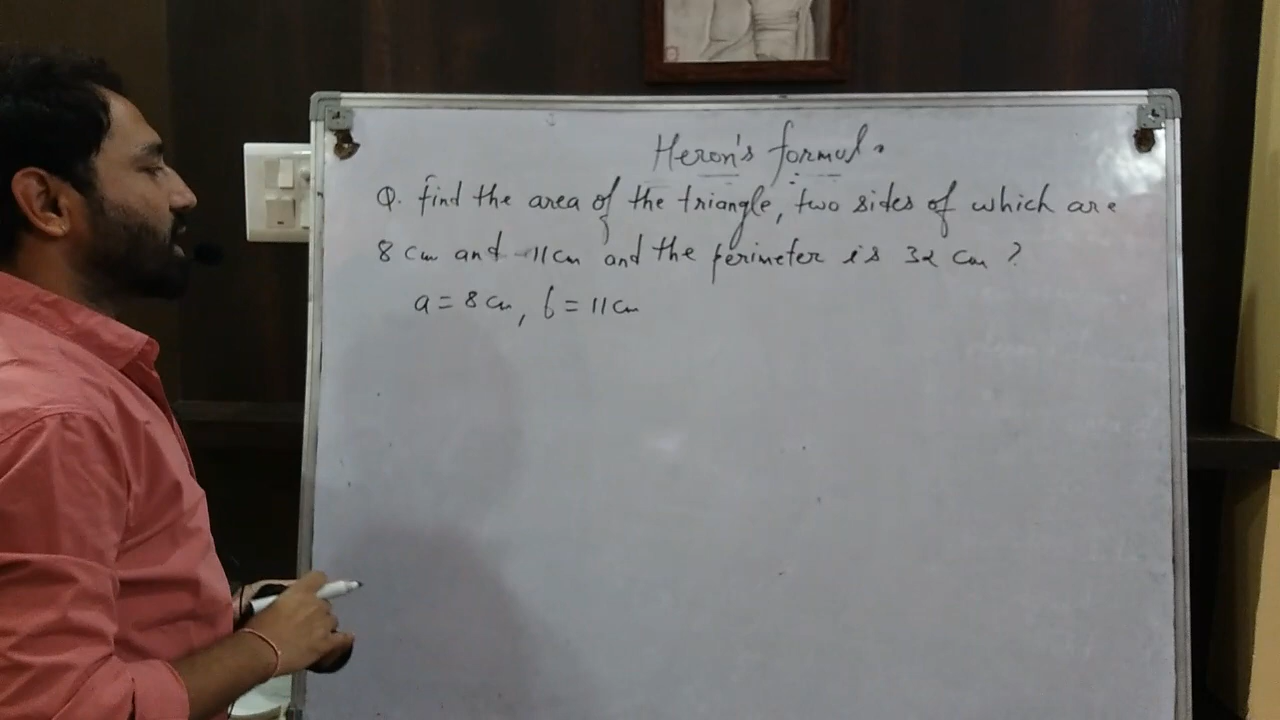 Heron's formula
Q. find the area of the triangle, two sides of which are
8 cm and 11 cm and the perimeter is 32 cm ?
a = 8 cm, b = 11 cm